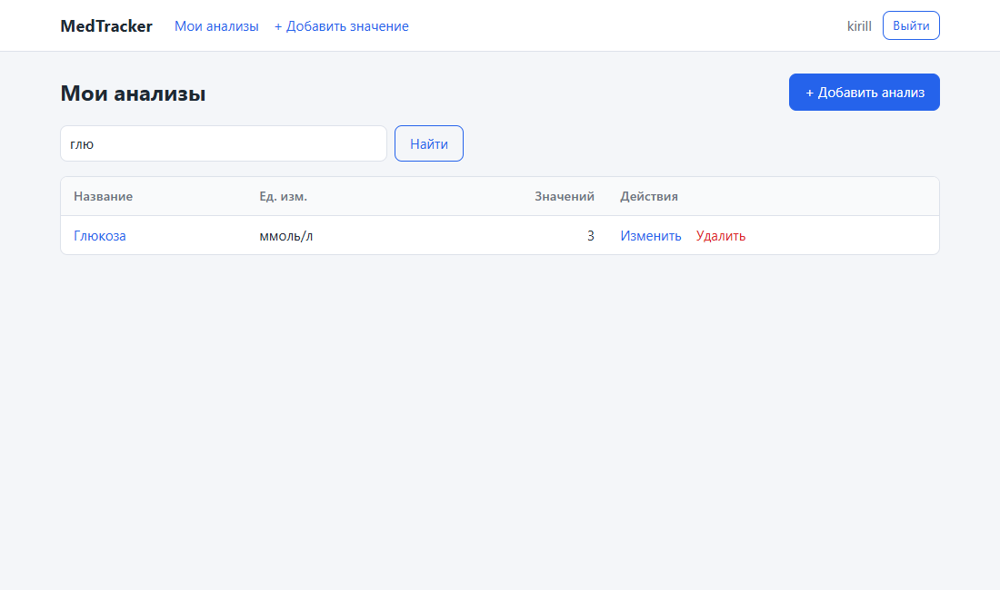 MedTracker Мои анализы + Добавить значение kirill Выйти
Мои анализы + Добавить анализ
глю Найти
Название Ед. изм. Значений Действия
Глюкоза ммоль/л 3 Изменить Удалить